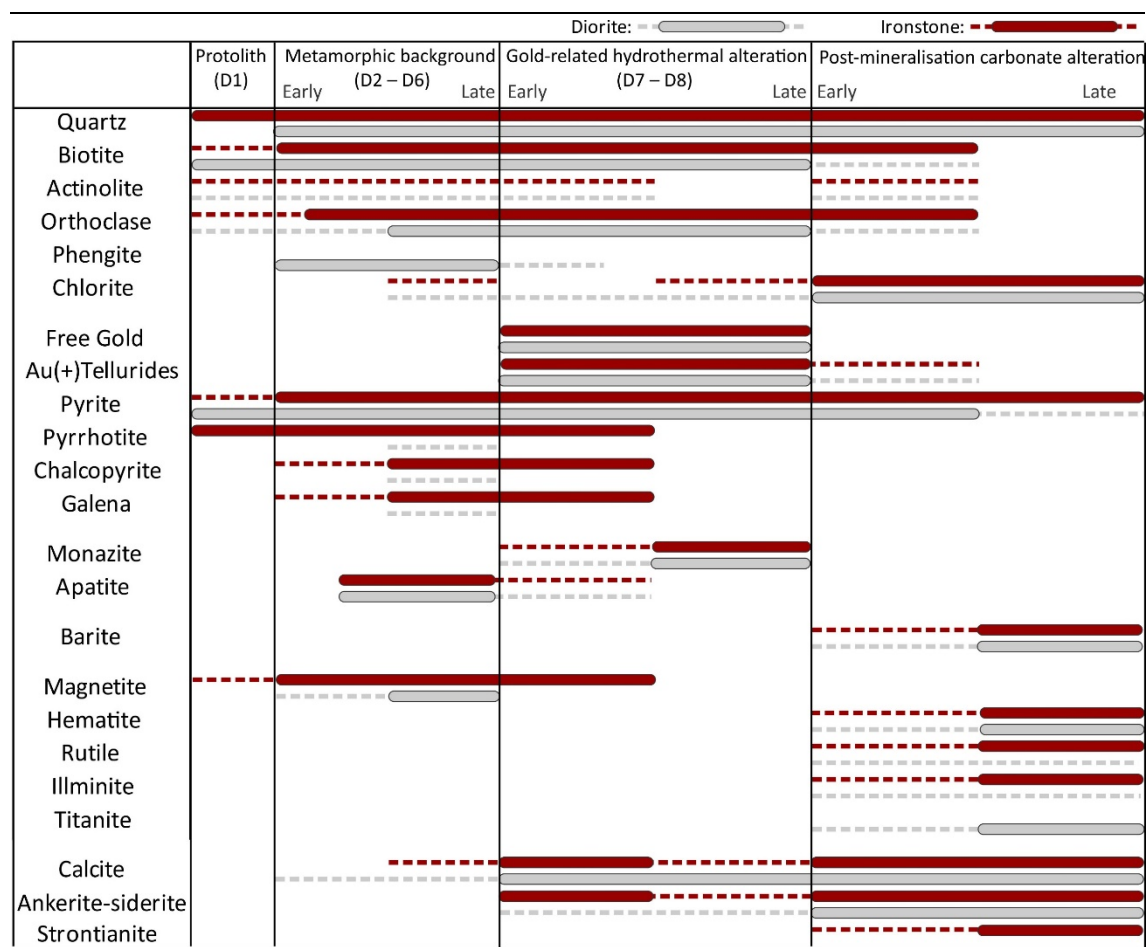 Diorite: Ironstone:
Protolith Metamorphic background Gold-related hydrothermal alteration Post-mineralisation carbonate alteration
(D1) (D2 – D6) (D7 – D8)
Early Late Early Late Early Late
Quartz
Biotite
Actinolite
Orthoclase
Phengite
Chlorite
Free Gold
Au(+)Tellurides
Pyrite
Pyrrhotite
Chalcopyrite
Galena
Monazite
Apatite
Barite
Magnetite
Hematite
Rutile
Illminite
Titanite
Calcite
Ankerite-siderite
Strontianite